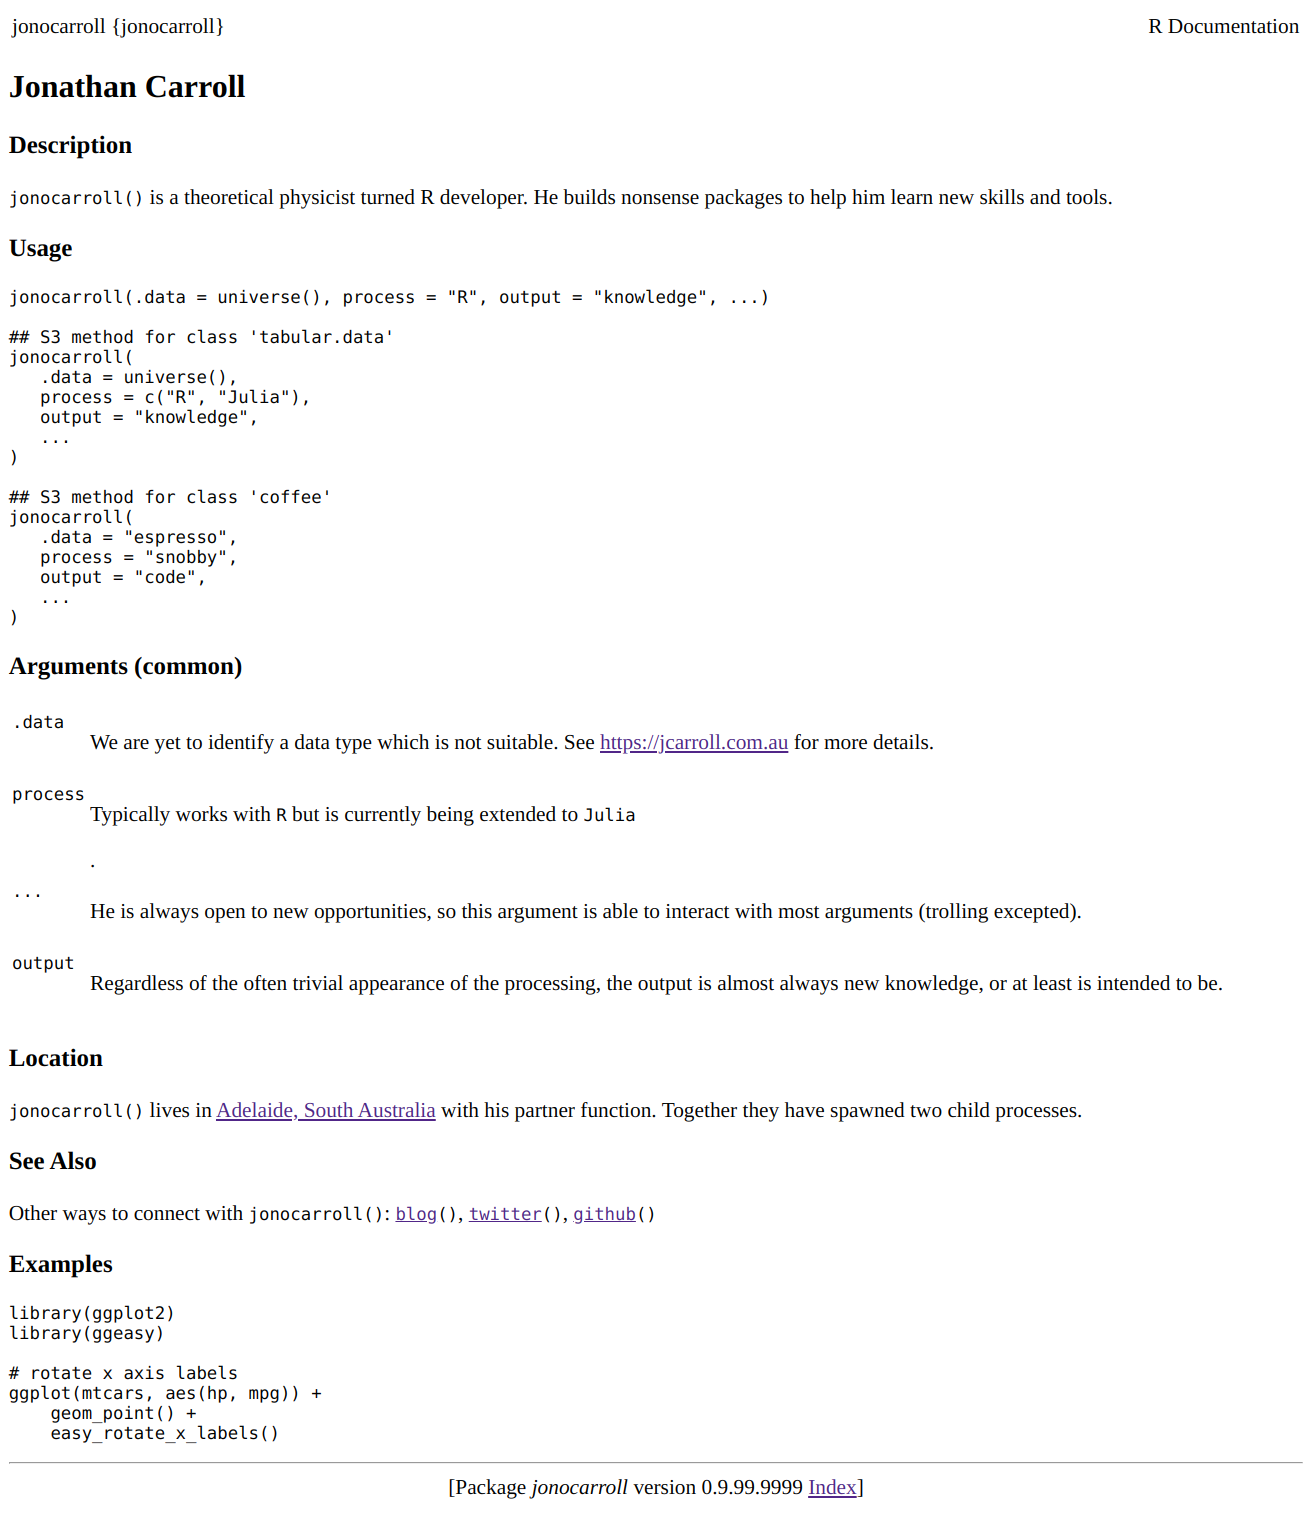 jonocarroll {jonocarroll} R Documentation
Jonathan Carroll
Description
jonocarroll() is a theoretical physicist turned R developer. He builds nonsense packages to help him learn new skills and tools.
Usage
jonocarroll(.data = universe(), process = "R", output = "knowledge", ...)
## S3 method for class 'tabular.data'
jonocarroll(
   .data = universe(),
   process = c("R", "Julia"),
   output = "knowledge",
   ...
)
## S3 method for class 'coffee'
jonocarroll(
   .data = "espresso",
   process = "snobby",
   output = "code",
   ...
)
Arguments (common)
.data
We are yet to identify a data type which is not suitable. See https://jcarroll.com.au for more details.
process
Typically works with R but is currently being extended to Julia
.
...
He is always open to new opportunities, so this argument is able to interact with most arguments (trolling excepted).
output
Regardless of the often trivial appearance of the processing, the output is almost always new knowledge, or at least is intended to be.
Location
jonocarroll() lives in Adelaide, South Australia with his partner function. Together they have spawned two child processes.
See Also
Other ways to connect with jonocarroll(): blog(), twitter(), github()
Examples
library(ggplot2)
library(ggeasy)
# rotate x axis labels
ggplot(mtcars, aes(hp, mpg)) +
    geom_point() +
    easy_rotate_x_labels()
[Package jonocarroll version 0.9.99.9999 Index]